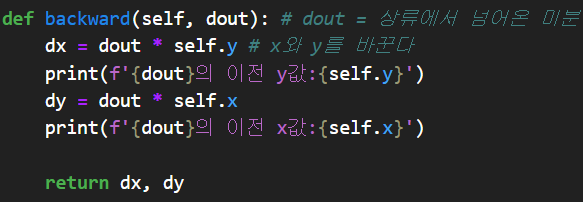 def backward(self, dout): # dout = 상류에서 넘어온 미분
    dx = dout * self.y # x와 y를 바꾼다
    print(f'{dout}의 이전 y값:{self.y}')
    dy = dout * self.x
    print(f'{dout}의 이전 x값:{self.x}')

    return dx, dy